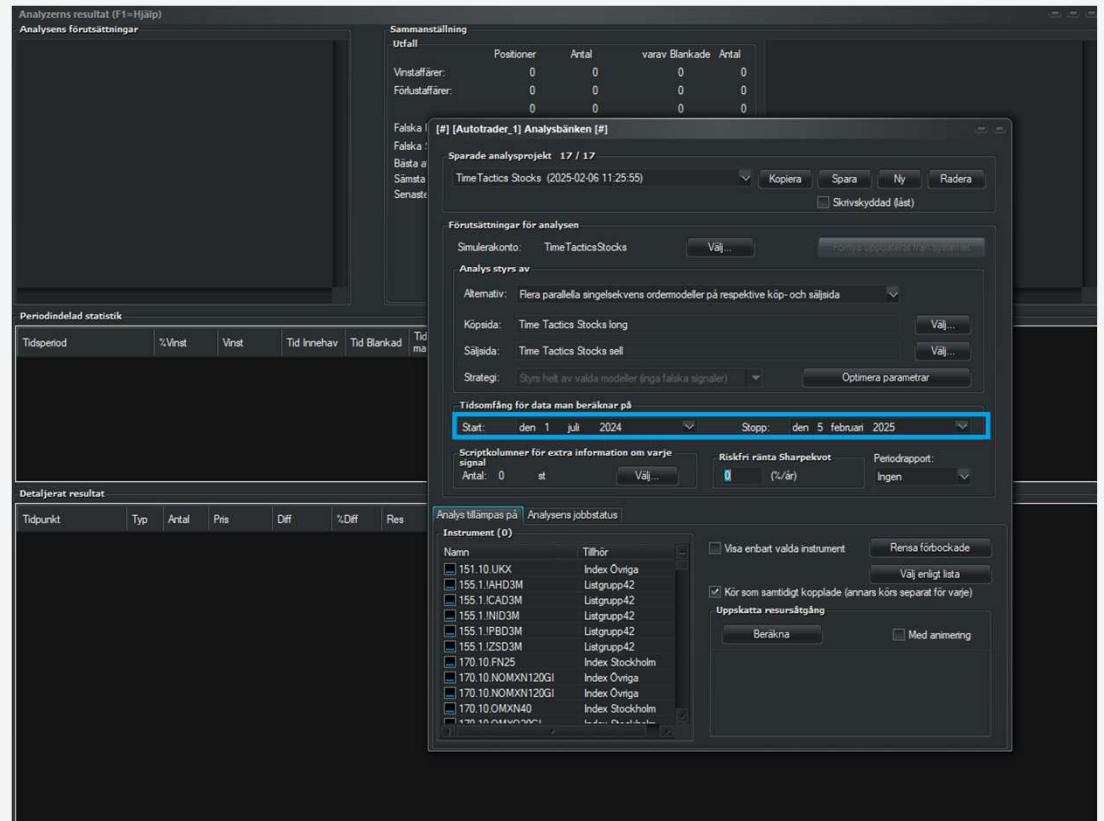 Analyzerns resultat (F1=Hjälp)
Analysens förutsättningar
Sammanställning
Utfall
Positioner Antal varav Blankade Antal
Vinstaffärer: 0 0 0 0
Förlustaffärer: 0 0 0 0
0 0 0 0
Falska
Falska
Bästa
Sämsta
Senaste
Periodindelad statistik
Tidsperiod %Vinst Vinst Tid Innehav Tid Blankad Tid
Detaljerat resultat
Tidpunkt Typ Antal Pris Diff %Diff Res
[#] [Autotrader_1] Analysbänken [#]
Sparade analysprojekt 17 / 17
TimeTactics Stocks (2025-02-06 11:25:55) Kopiera Spara Ny Radera
Skrivskyddad (låst)
Förutsättningar för analysen
Simulerakonto: TimeTacticsStocks Välj...
Analys styrs av
Alternativ: Flera parallella singelsekvens ordermodeller på respektive köp- och säljsida
Köpsida: Time Tactics Stocks long Välj...
Säljsida: Time Tactics Stocks sell Välj...
Strategi: Styrs helt av valda modeller (inga falska signaler) Optimera parametrar
Tidsomfång för data man beräknar på
Start: den 1 juli 2024 Stopp: den 5 februari 2025
Scriptkolumner för extra information om varje
signal
Antal: 0 st Välj...
Riskfri ränta Sharpekvot
0 (%/år)
Periodrapport:
Ingen
Analys tillämpas på Analysens jobbstatus
Instrument (0)
Namn Tillhör
151.10.UKX Index Övriga
155.1.!AHD3M Listgrupp42
155.1.!CAD3M Listgrupp42
155.1.!NID3M Listgrupp42
155.1.!PBD3M Listgrupp42
155.1.!ZSD3M Listgrupp42
170.10.FN25 Index Stockholm
170.10.NOMXN120GI Index Övriga
170.10.NOMXN120GI Index Övriga
170.10.OMXN40 Index Stockholm
Visa enbart valda instrument Rensa förbockade
Välj enligt lista
Kör som samtidigt kopplade (annars körs separat för varje)
Uppskatta resursåtgång
Beräkna Med animering